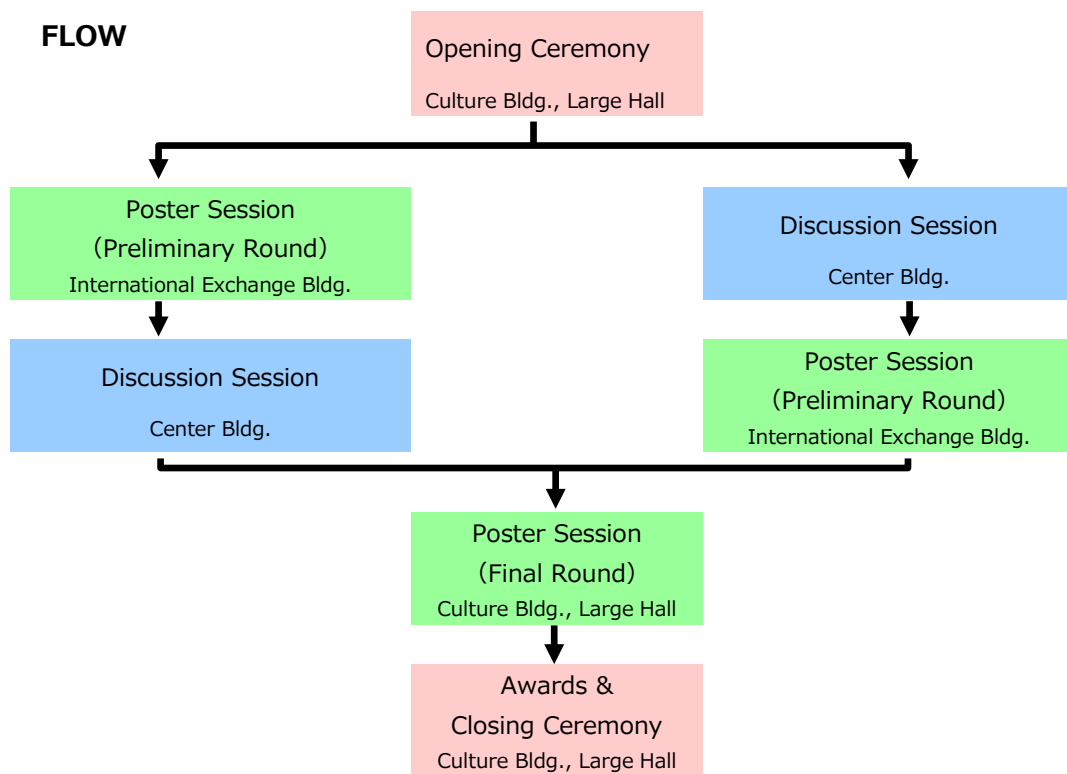 FLOW
Opening Ceremony
Culture Bldg., Large Hall
Poster Session
（Preliminary Round）
International Exchange Bldg.
Discussion Session
Center Bldg.
Discussion Session
Center Bldg.
Poster Session
（Preliminary Round）
International Exchange Bldg.
Poster Session
（Final Round）
Culture Bldg., Large Hall
Awards &
Closing Ceremony
Culture Bldg., Large Hall